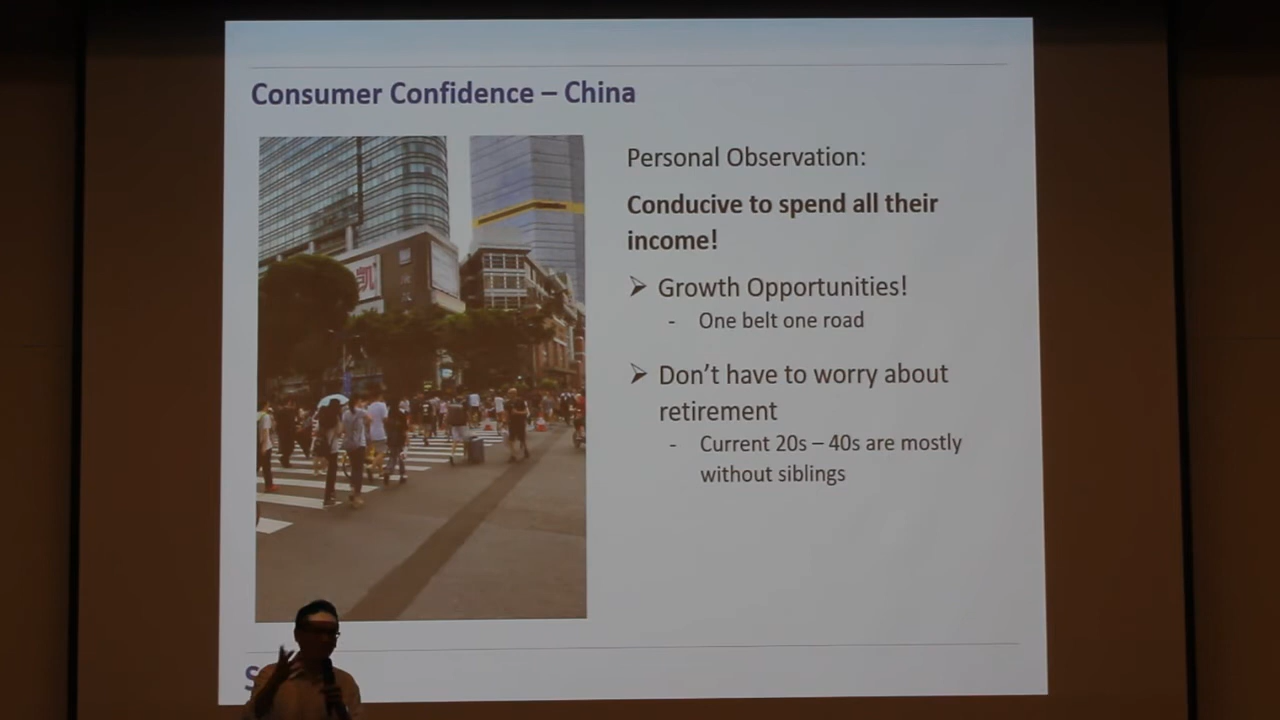 Consumer Confidence – China
Personal Observation:
Conducive to spend all their
income!
➢ Growth Opportunities!
- One belt one road
➢ Don't have to worry about
retirement
- Current 20s – 40s are mostly
without siblings
凯
S